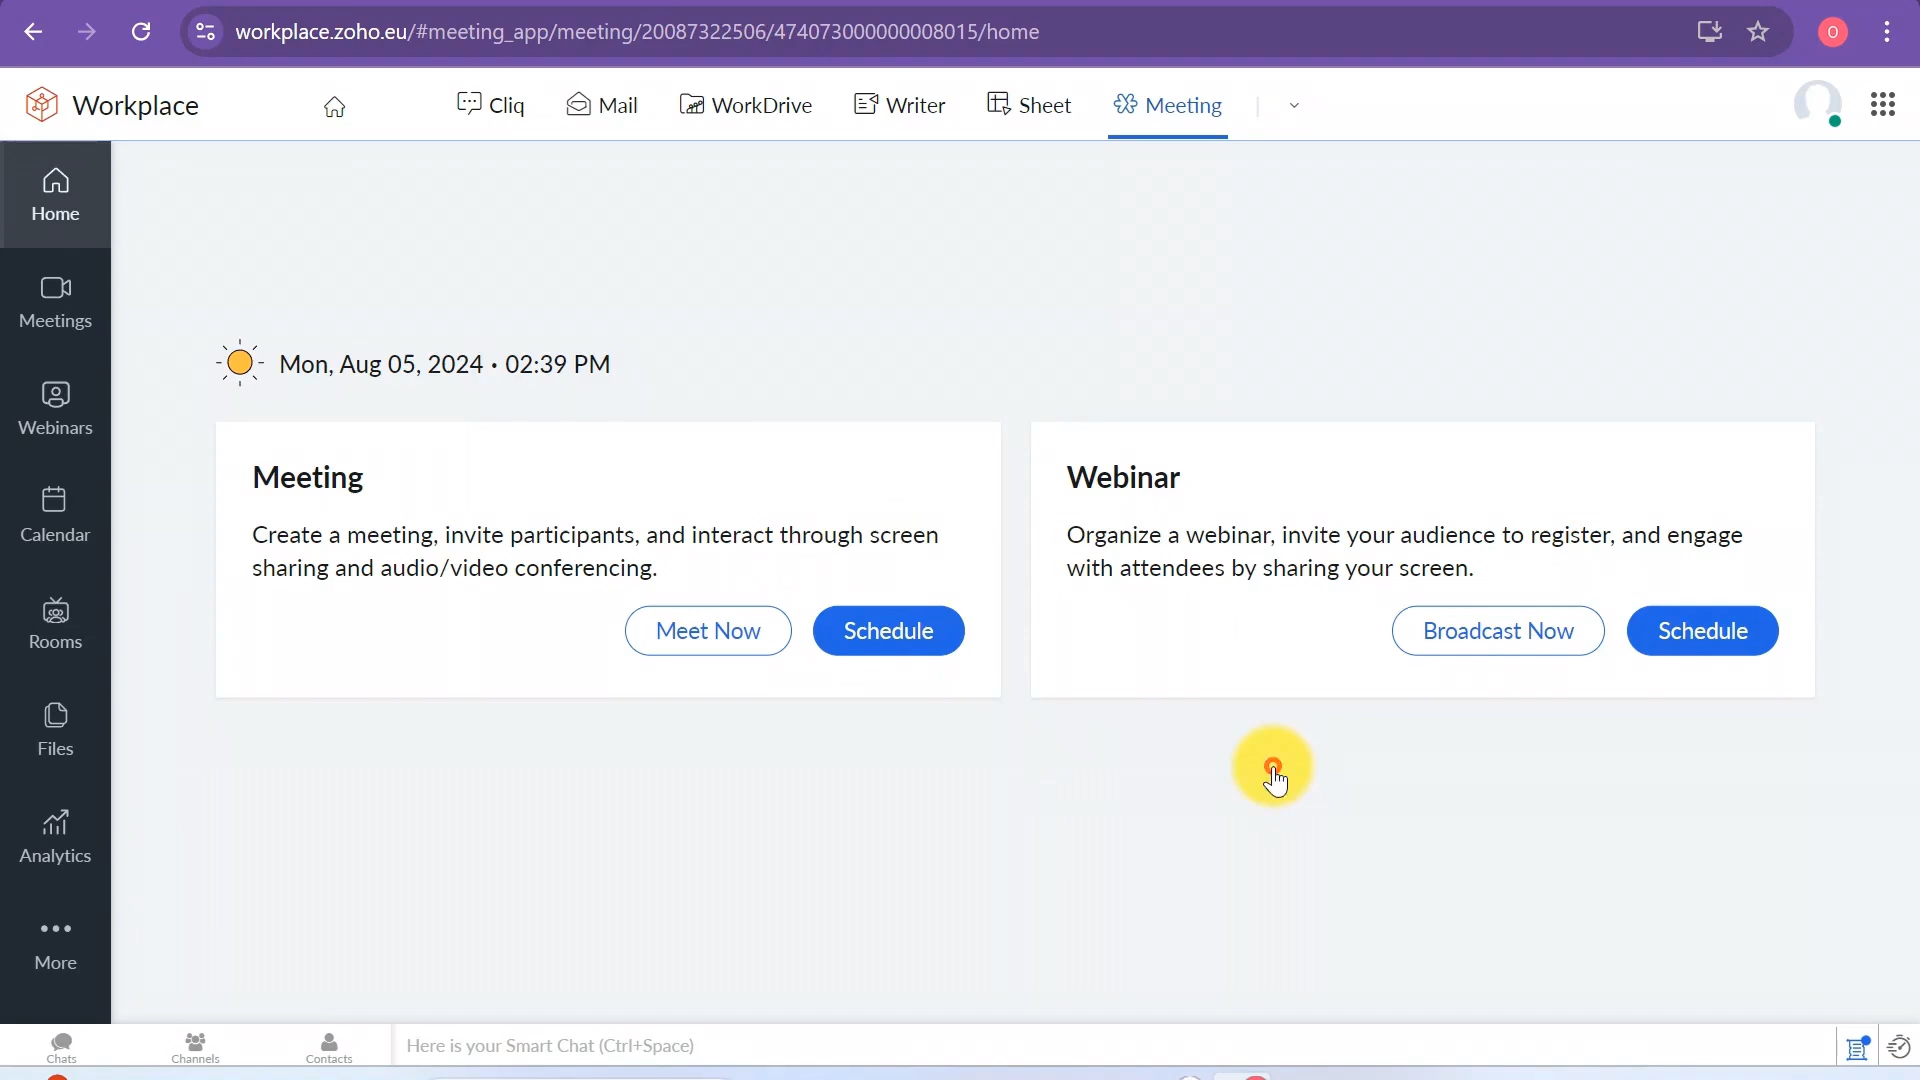 workplace.zoho.eu/#meeting_app/meeting/20087322506/474073000000008015/home
O
Workplace
Cliq
Mail
WorkDrive
Writer
Sheet
Meeting
Home
Meetings
Webinars
Calendar
Rooms
Files
Analytics
More
Mon, Aug 05, 2024 • 02:39 PM
Meeting
Create a meeting, invite participants, and interact through screen
sharing and audio/video conferencing.
Meet Now
Schedule
Webinar
Organize a webinar, invite your audience to register, and engage
with attendees by sharing your screen.
Broadcast Now
Schedule
Chats
Channels
Contacts
Here is your Smart Chat (Ctrl+Space)